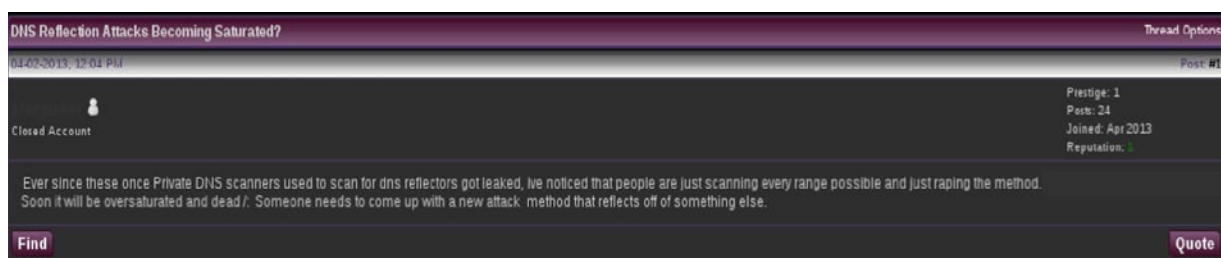 DNS Reflection Attacks Becoming Saturated?
Thread Options
04-02-2013, 12:04 PM
Post: #1
Closed Account
Prestige: 1
Posts: 24
Joined: Apr 2013
Reputation: 1
Ever since these once Private DNS scanners used to scan for dns reflectors got leaked, ive noticed that people are just scanning every range possible and just raping the method.
Soon it will be oversaturated and dead /: Someone needs to come up with a new attack method that reflects off of something else.
Find
Quote